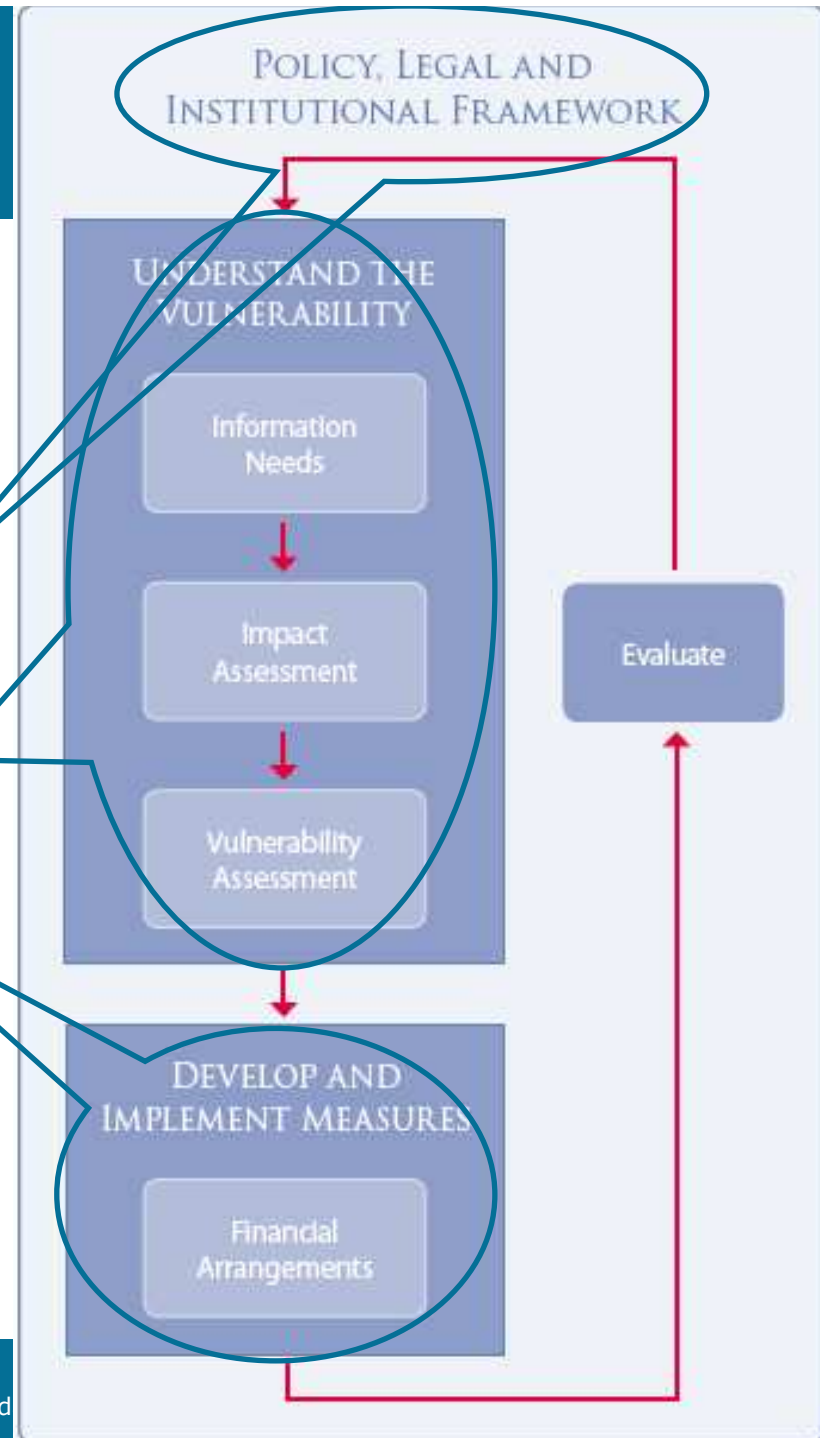 POLICY, LEGAL AND
INSTITUTIONAL FRAMEWORK
UNDERSTAND THE
VULNERABILITY
Information
Needs
Impact
Assessment
Evaluate
Vulnerability
Assessment
DEVELOP AND
IMPLEMENT MEASURES
Financial
Arrangements
d